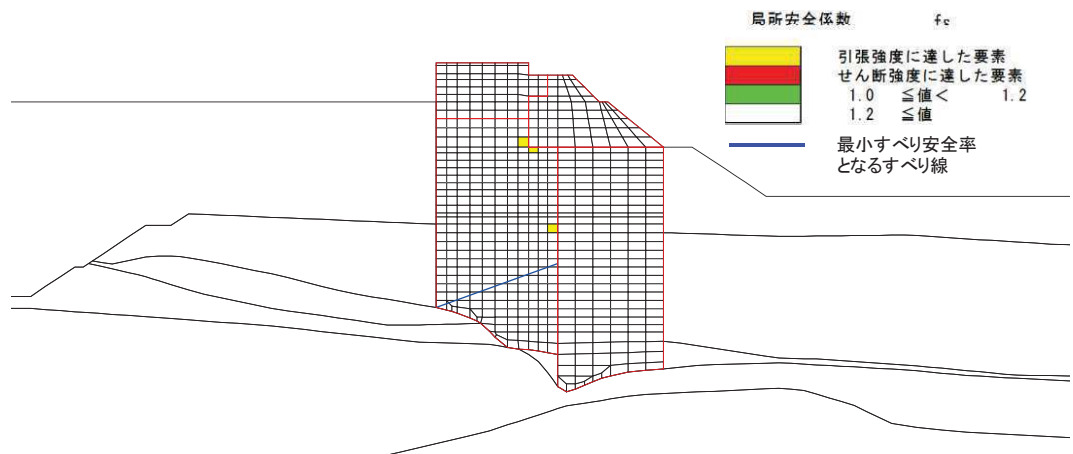 局所安全係数 fs
引張強度に達した要素
せん断強度に達した要素
1.0 ≦値< 1.2
1.2 ≦値
最小すべり安全率
となるすべり線